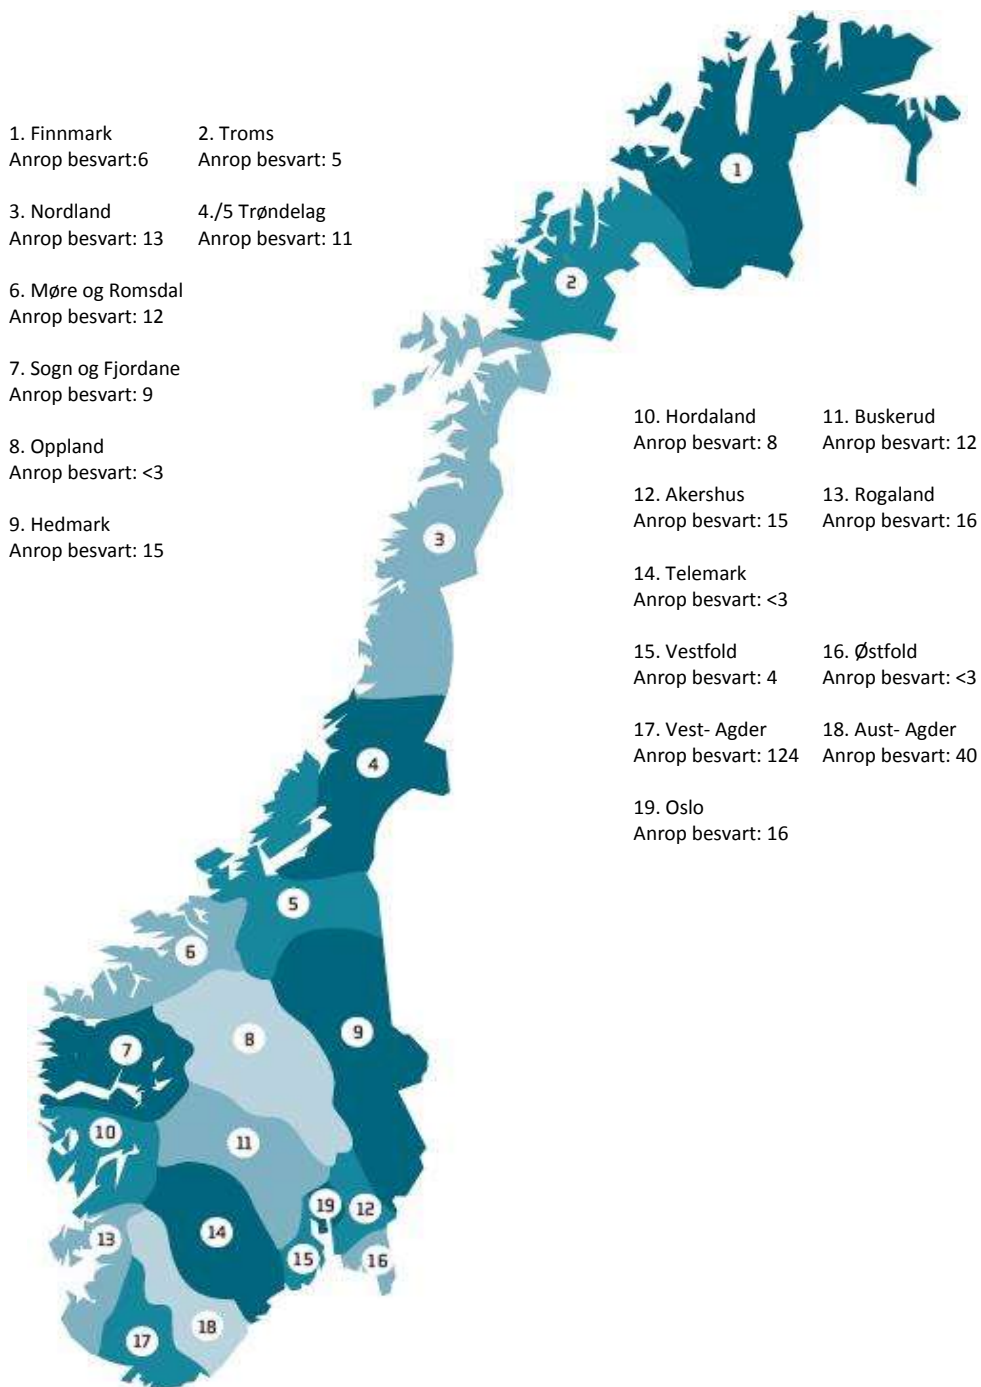 1. Finnmark
Anrop besvart:6
2. Troms
Anrop besvart: 5
3. Nordland
Anrop besvart: 13
4./5 Trøndelag
Anrop besvart: 11
6. Møre og Romsdal
Anrop besvart: 12
7. Sogn og Fjordane
Anrop besvart: 9
8. Oppland
Anrop besvart: <3
9. Hedmark
Anrop besvart: 15
10. Hordaland
Anrop besvart: 8
11. Buskerud
Anrop besvart: 12
12. Akershus
Anrop besvart: 15
13. Rogaland
Anrop besvart: 16
14. Telemark
Anrop besvart: <3
15. Vestfold
Anrop besvart: 4
16. Østfold
Anrop besvart: <3
17. Vest- Agder
Anrop besvart: 124
18. Aust- Agder
Anrop besvart: 40
19. Oslo
Anrop besvart: 16
1
2
3
4
5
6
7
8
9
10
11
12
13
14
15
16
17
18
19